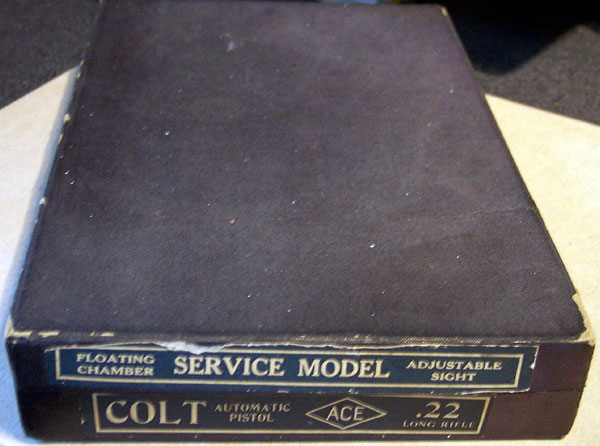 FLOATING CHAMBER SERVICE MODEL ADJUSTABLE SIGHT
COLT AUTOMATIC PISTOL ACE .22 LONG RIFLE